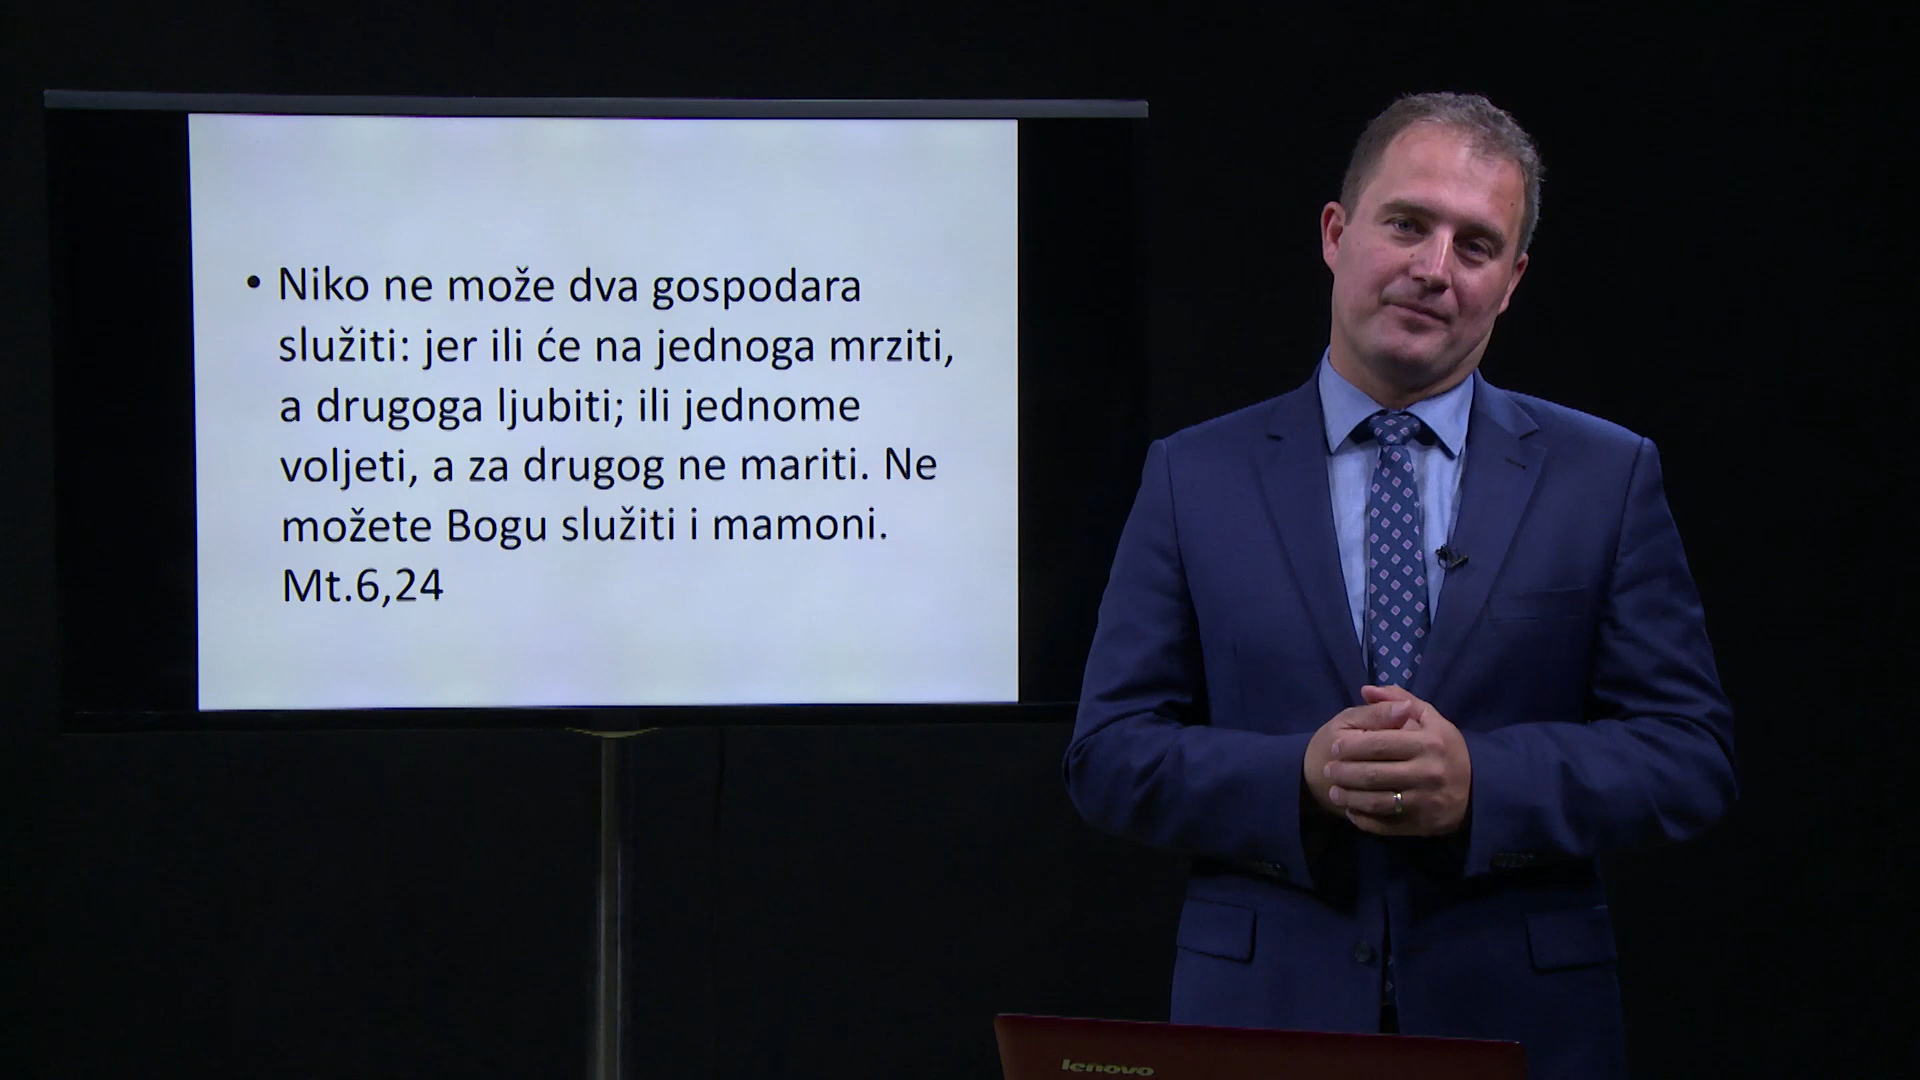 • Niko ne može dva gospodara
služiti: jer ili će na jednoga mrziti,
a drugoga ljubiti; ili jednome
voljeti, a za drugog ne mariti. Ne
možete Bogu služiti i mamoni.
Mt.6,24
lenovo